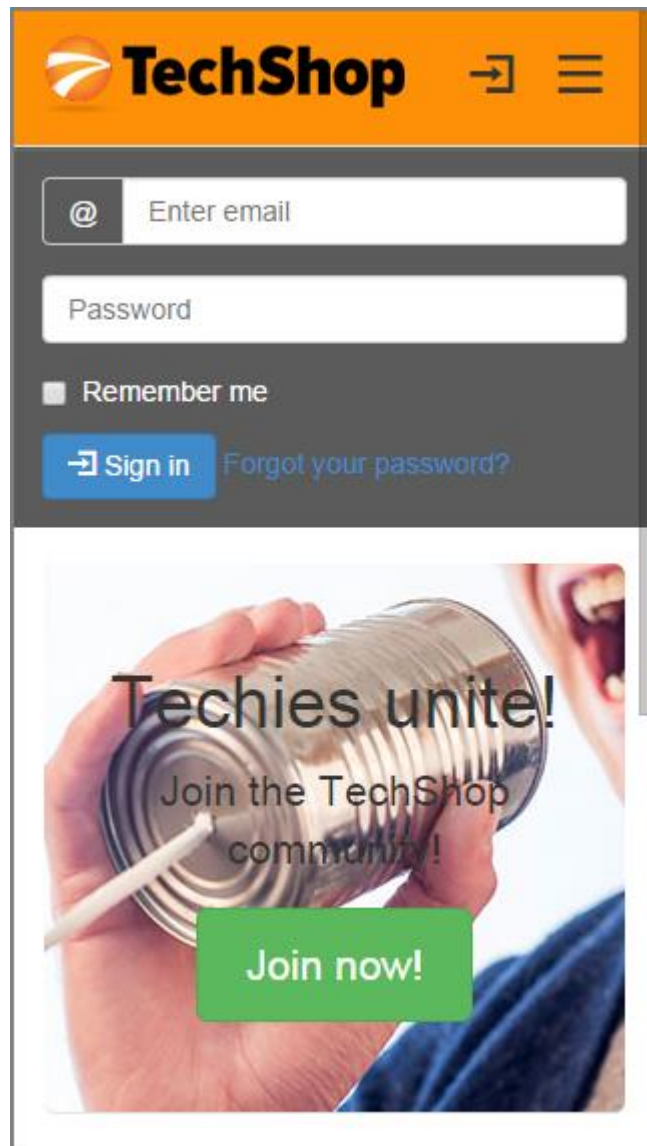 TechShop
@ Enter email
Password
Remember me
Sign in Forgot your password?
Techies unite!
Join the TechShop
community!
Join now!